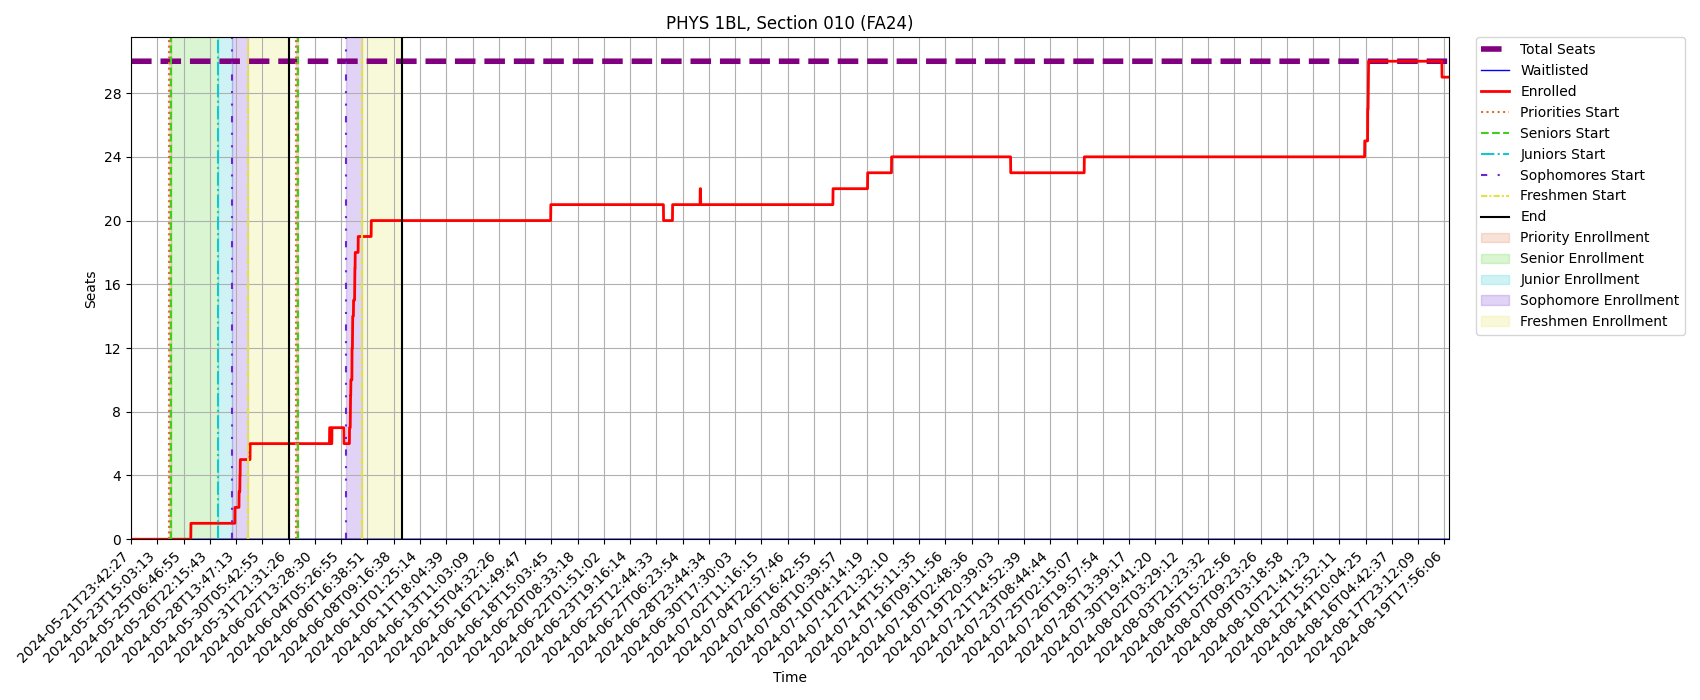 PHYS 1BL, Section 010 (FA24)
Seats
28
24
20
16
12
8
4
0
2024-05-21T23:42:27
2024-05-23T15:03:13
2024-05-25T06:46:55
2024-05-26T22:15:43
2024-05-28T13:47:13
2024-05-30T05:42:55
2024-05-31T21:31:26
2024-06-02T13:28:30
2024-06-04T05:26:55
2024-06-06T16:38:51
2024-06-08T09:16:38
2024-06-10T01:25:14
2024-06-11T18:04:39
2024-06-13T11:03:09
2024-06-15T04:32:26
2024-06-16T21:49:47
2024-06-18T15:03:45
2024-06-20T08:33:18
2024-06-22T01:51:02
2024-06-23T19:16:14
2024-06-25T12:44:33
2024-06-27T06:23:54
2024-06-28T23:44:34
2024-06-30T17:30:03
2024-07-02T11:16:15
2024-07-04T22:57:46
2024-07-06T16:42:55
2024-07-08T10:39:57
2024-07-10T04:14:19
2024-07-12T21:32:10
2024-07-14T15:11:35
2024-07-16T09:11:56
2024-07-18T02:48:36
2024-07-19T20:39:03
2024-07-21T14:52:39
2024-07-23T08:44:44
2024-07-25T02:15:07
2024-07-26T19:57:54
2024-07-28T13:39:17
2024-07-30T19:41:20
2024-08-02T03:29:12
2024-08-03T21:23:32
2024-08-05T15:22:56
2024-08-07T09:23:26
2024-08-09T03:18:58
2024-08-10T21:41:23
2024-08-12T15:52:11
2024-08-14T10:04:25
2024-08-16T04:42:37
2024-08-17T23:12:09
2024-08-19T17:56:06
Time
Total Seats
Waitlisted
Enrolled
Priorities Start
Seniors Start
Juniors Start
Sophomores Start
Freshmen Start
End
Priority Enrollment
Senior Enrollment
Junior Enrollment
Sophomore Enrollment
Freshmen Enrollment